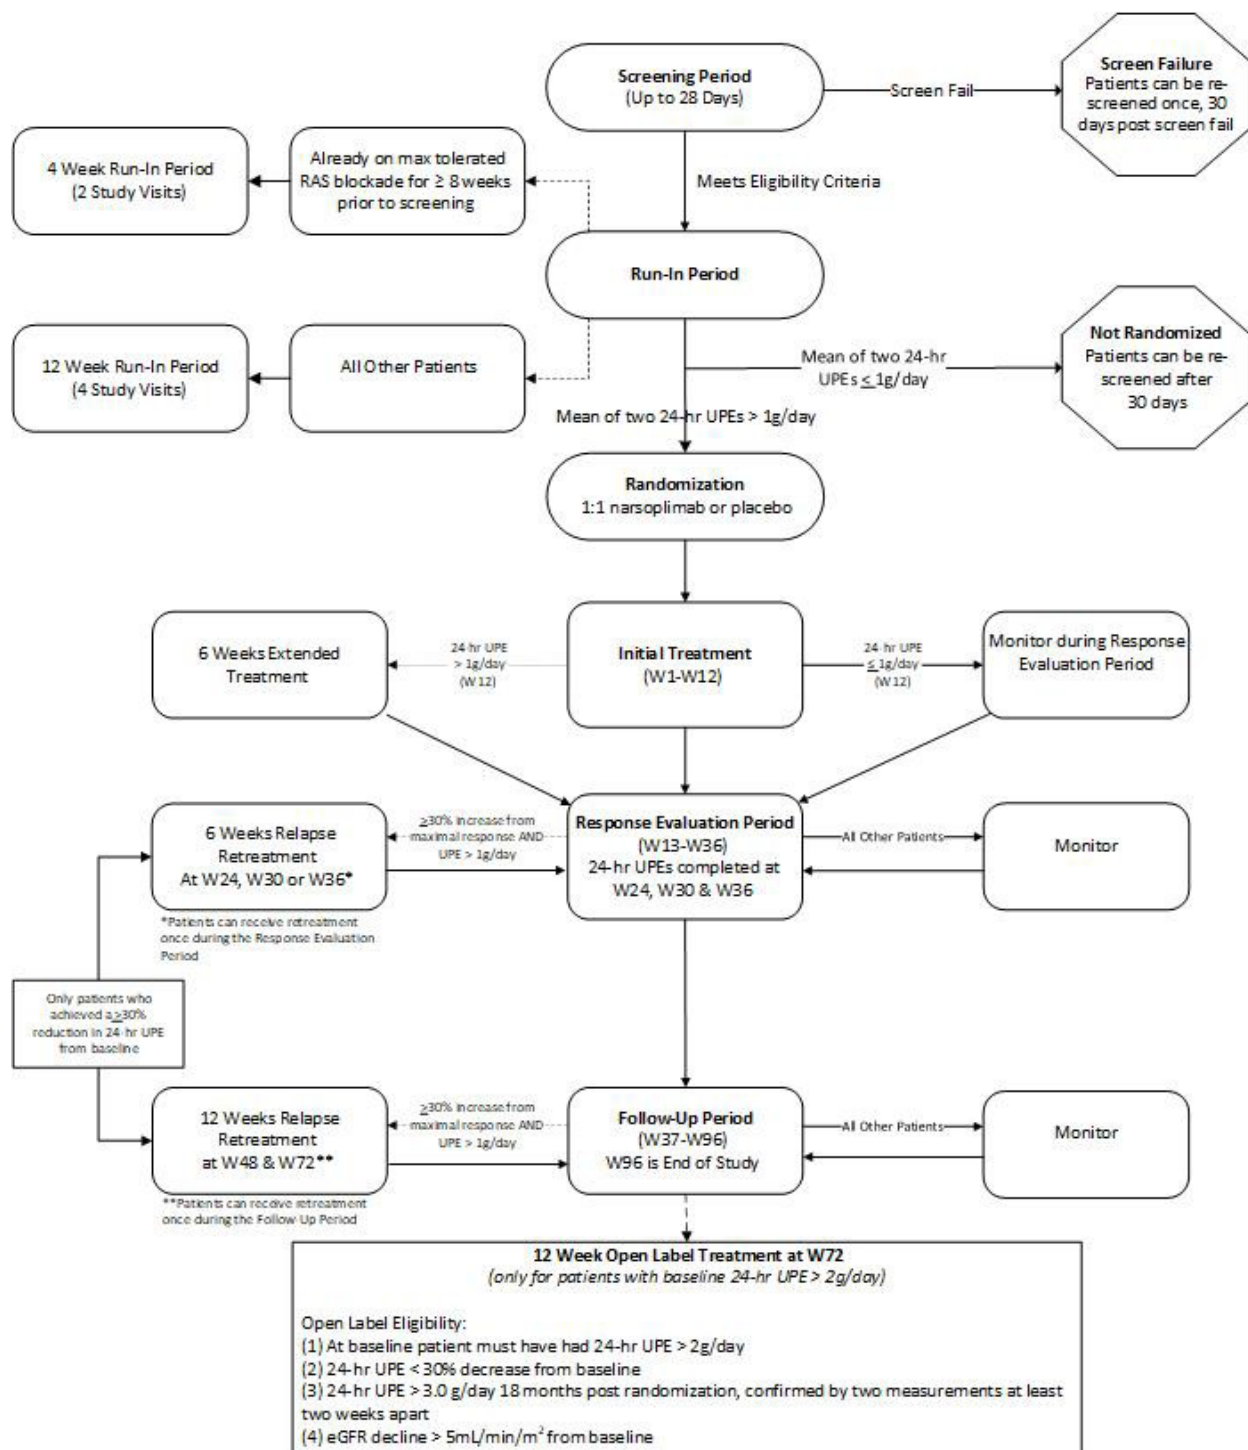 Screening Period
(Up to 28 Days)
Screen Fail
Screen Failure
Patients can be re-
screened once, 30
days post screen fail
4 Week Run-In Period
(2 Study Visits)
Already on max tolerated
RAS blockade for ≥ 8 weeks
prior to screening
Meets Eligibility Criteria
Run-In Period
12 Week Run-In Period
(4 Study Visits)
All Other Patients
Mean of two 24-hr
UPEs ≤ 1g/day
Not Randomized
Patients can be re-
screened after
30 days
Mean of two 24-hr UPEs > 1g/day
Randomization
1:1 narsoplimab or placebo
6 Weeks Extended
Treatment
24-hr UPE
> 1g/day
(W12)
Initial Treatment
(W1-W12)
24-hr UPE
≤ 1g/day
(W12)
Monitor during Response
Evaluation Period
6 Weeks Relapse
Retreatment
At W24, W30 or W36*
≥30% increase from
maximal response AND
UPE > 1g/day
Response Evaluation Period
(W13-W36)
24-hr UPEs completed at
W24, W30 & W36
All Other Patients
Monitor
*Patients can receive retreatment
once during the Response Evaluation
Period
Only patients who
achieved a ≥30%
reduction in 24-hr UPE
from baseline
12 Weeks Relapse
Retreatment
at W48 & W72**
≥30% increase from
maximal response AND
UPE > 1g/day
Follow-Up Period
(W37-W96)
W96 is End of Study
All Other Patients
Monitor
**Patients can receive retreatment
once during the Follow-Up Period
12 Week Open Label Treatment at W72
(only for patients with baseline 24-hr UPE > 2g/day)
Open Label Eligibility:
(1) At baseline patient must have had 24-hr UPE > 2g/day
(2) 24-hr UPE < 30% decrease from baseline
(3) 24-hr UPE > 3.0 g/day 18 months post randomization, confirmed by two measurements at least
two weeks apart
(4) eGFR decline > 5mL/min/m² from baseline